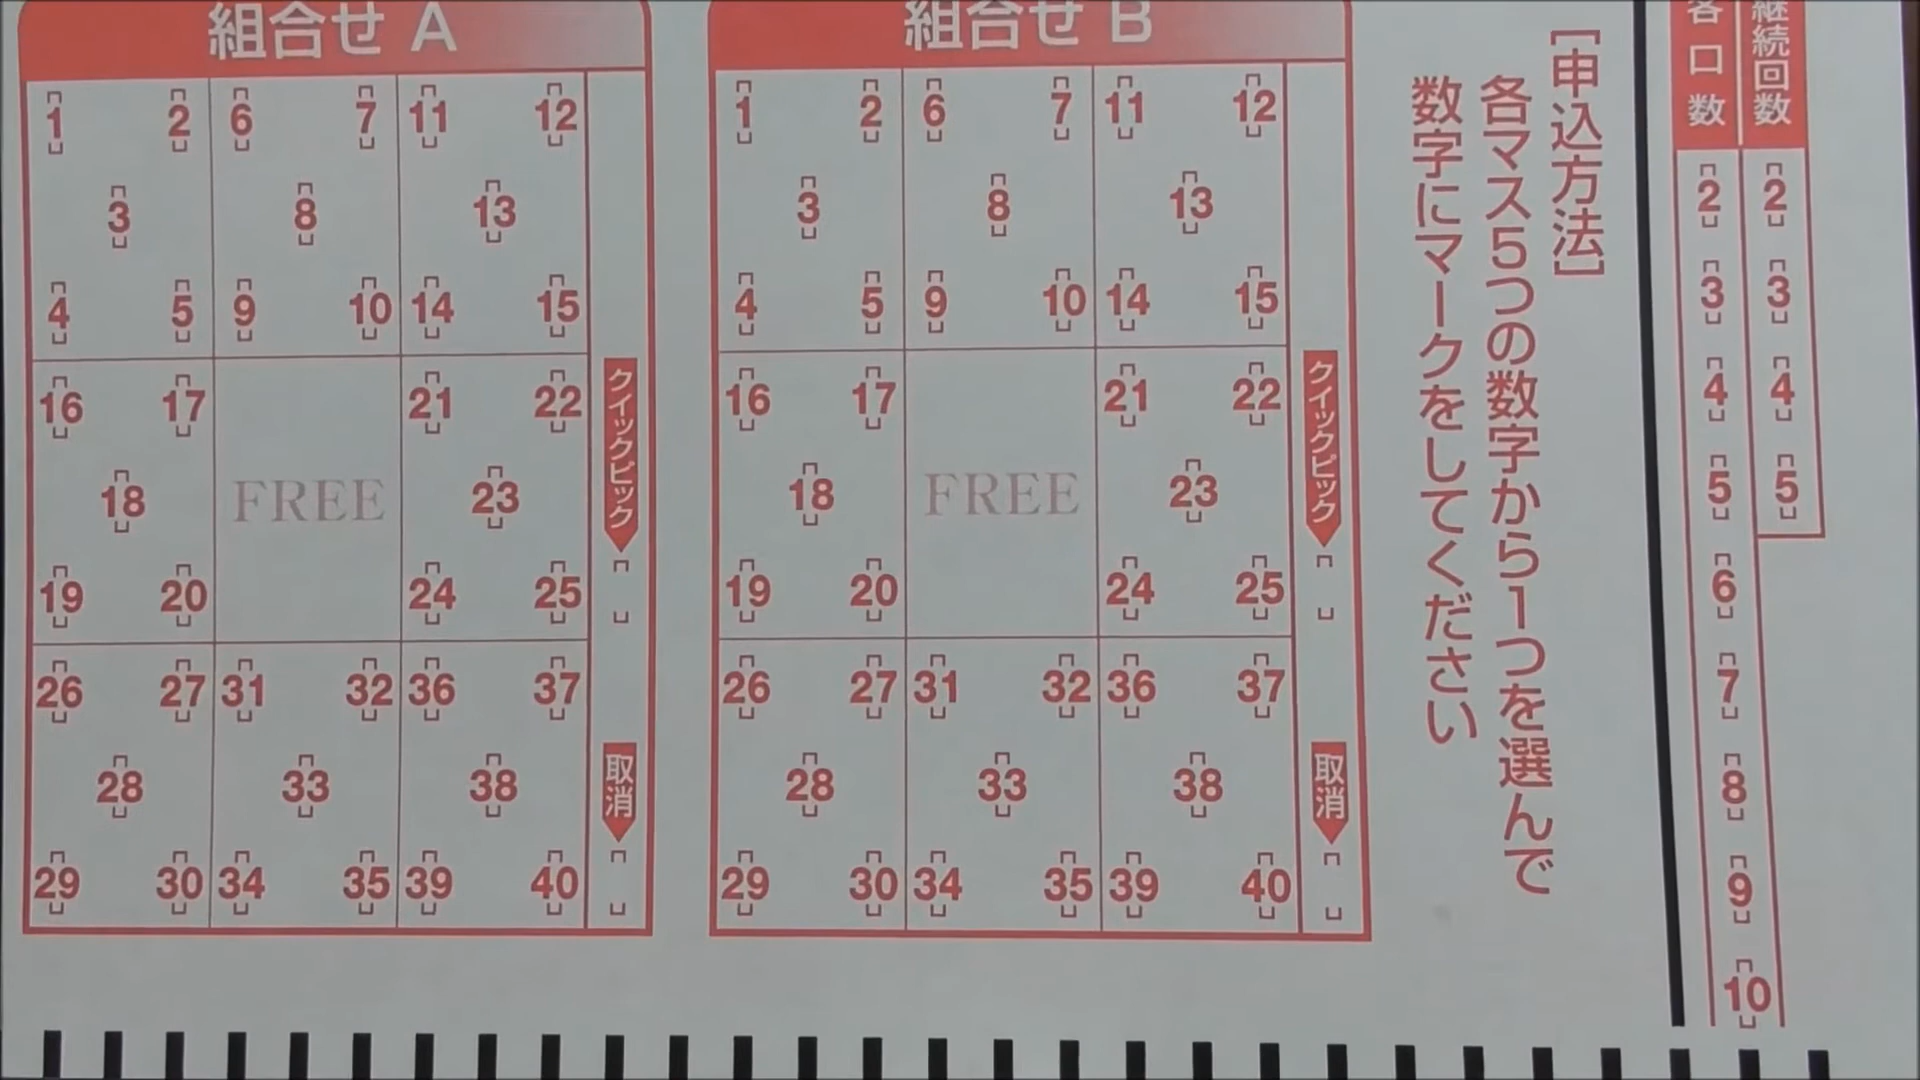 組合せ A
1 2 6 7 11 12
3 8 13
4 5 9 10 14 15
16 17 21 22
18 FREE 23
19 20 24 25
26 27 31 32 36 37
28 33 38
29 30 34 35 39 40
クイックピック
取消
組合せ B
1 2 6 7 11 12
3 8 13
4 5 9 10 14 15
16 17 21 22
18 FREE 23
19 20 24 25
26 27 31 32 36 37
28 33 38
29 30 34 35 39 40
クイックピック
取消
［申込方法］
各マス5つの数字から1つを選んで
数字にマークをしてください
継続回数
2
3
4
5
各口数
2
3
4
5
6
7
8
9
10